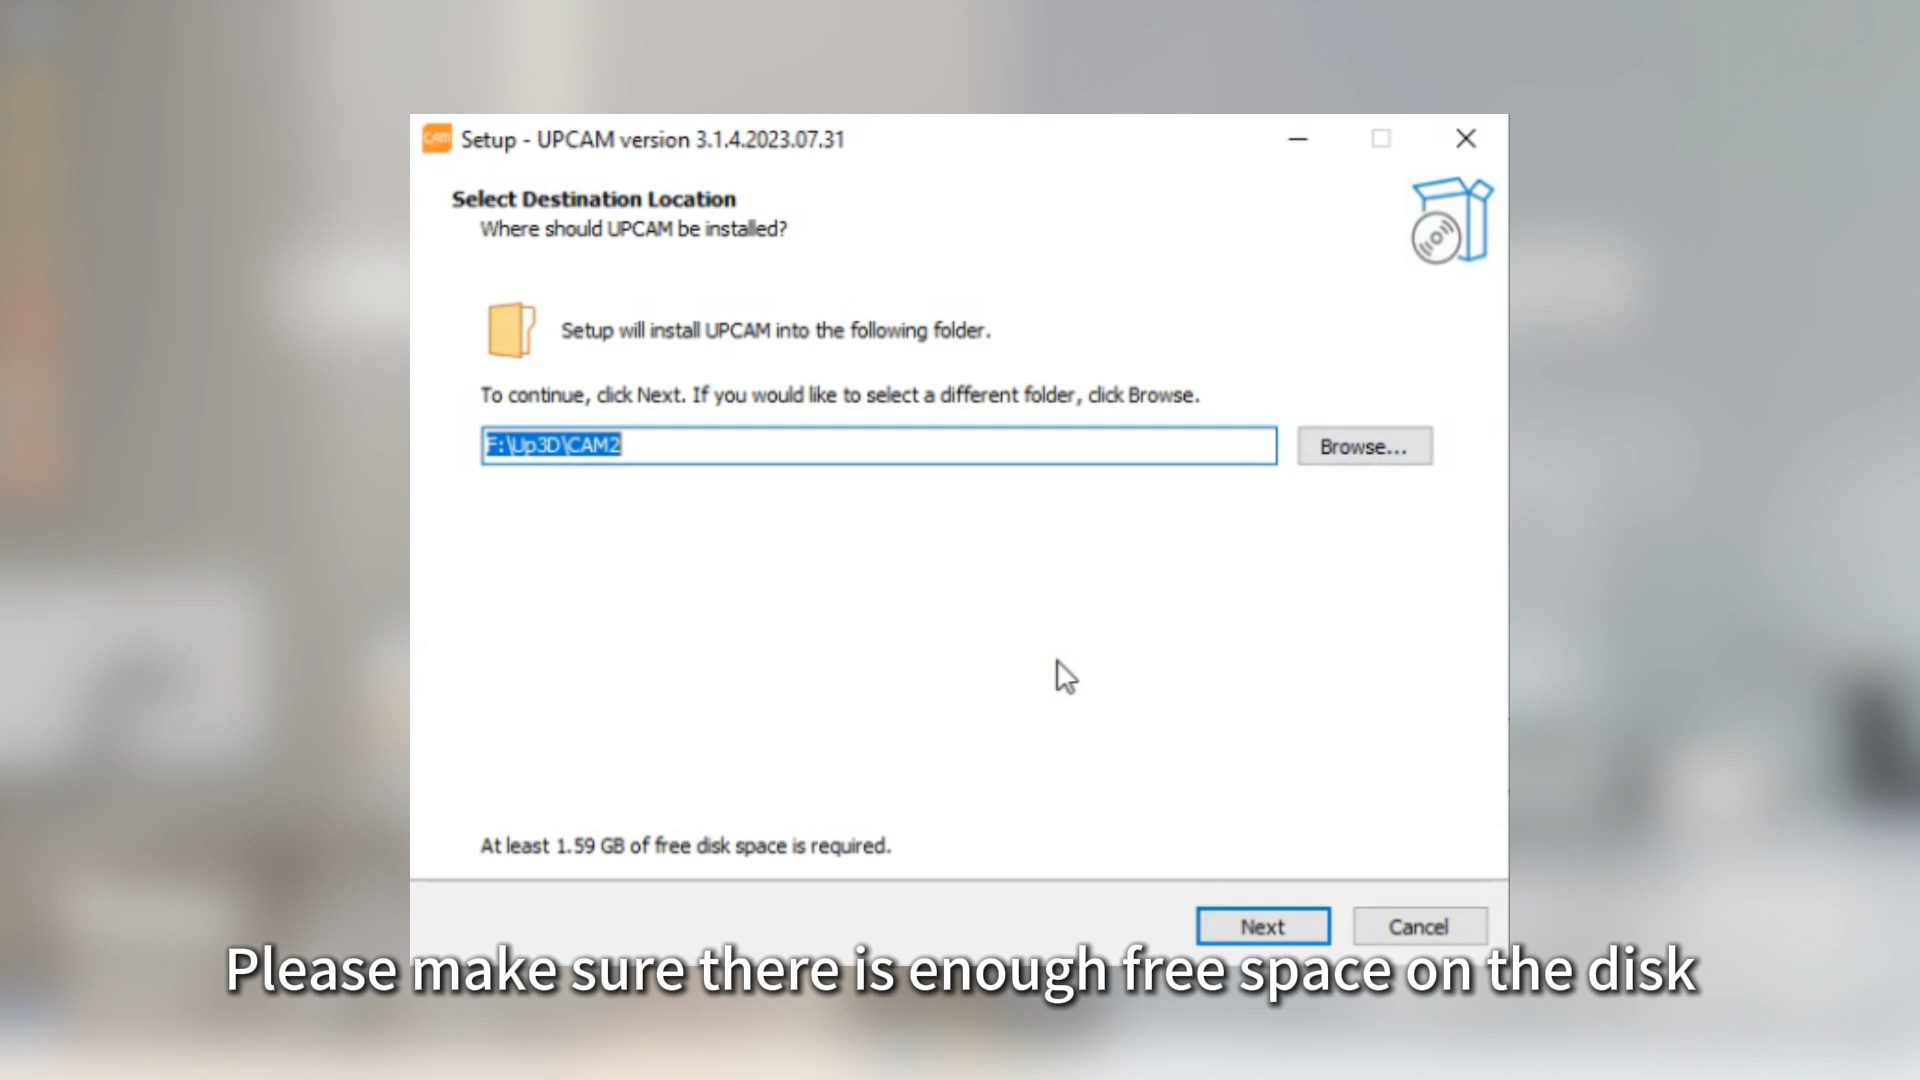 CAM
Setup - UPCAM version 3.1.4.2023.07.31
Select Destination Location
Where should UPCAM be installed?
Setup will install UPCAM into the following folder.
To continue, click Next. If you would like to select a different folder, click Browse.
F:\Up3D\CAM2
Browse...
At least 1.59 GB of free disk space is required.
Next
Cancel
Please make sure there is enough free space on the disk